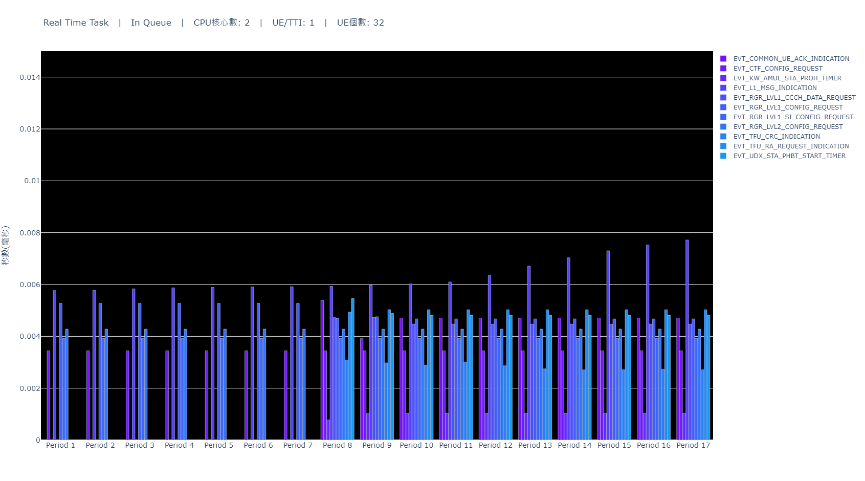 Real Time Task | In Queue | CPU核心數: 2 | UE/TTI: 1 | UE個數: 32
EVT_COMMON_UE_ACK_INDICATION
EVT_CTF_CONFIG_REQUEST
EVT_KW_AMUL_STA_PROH_TIMER
EVT_L1_MSG_INDICATION
EVT_RGR_LVL1_CCCH_DATA_REQUEST
EVT_RGR_LVL1_CONFIG_REQUEST
EVT_RGR_LVL1_SI_CONFIG_REQUEST
EVT_RGR_LVL2_CONFIG_REQUEST
EVT_TFU_CRC_INDICATION
EVT_TFU_RA_REQUEST_INDICATION
EVT_UDX_STA_PHBT_START_TIMER
0.014
0.012
0.01
0.008
0.006
0.004
0.002
0
秒數(毫秒)
Period 1 Period 2 Period 3 Period 4 Period 5 Period 6 Period 7 Period 8 Period 9 Period 10 Period 11 Period 12 Period 13 Period 14 Period 15 Period 16 Period 17